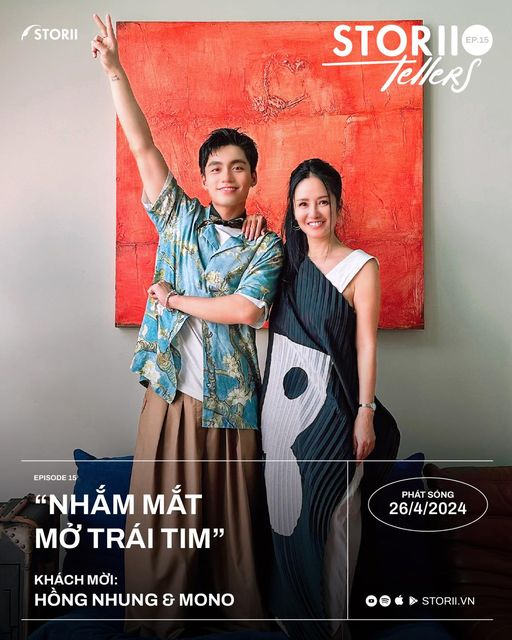 STORII
STORII EP.15
Tellers
EPISODE 15
“NHẮM MẮT
MỞ TRÁI TIM”
KHÁCH MỜI:
HỒNG NHUNG & MONO
PHÁT SÓNG
26/4/2024
STORII.VN